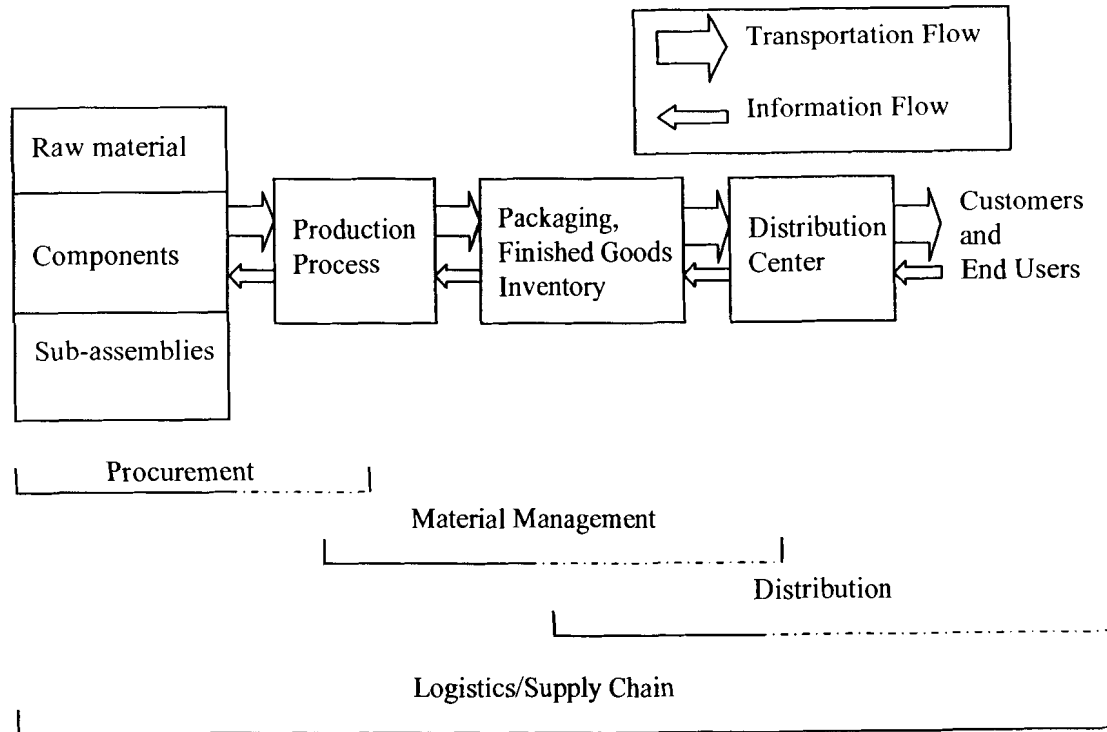 Transportation Flow
Information Flow
Raw material
Components
Sub-assemblies
Production
Process
Packaging,
Finished Goods
Inventory
Distribution
Center
Customers
and
End Users
Procurement
Material Management
Distribution
Logistics/Supply Chain